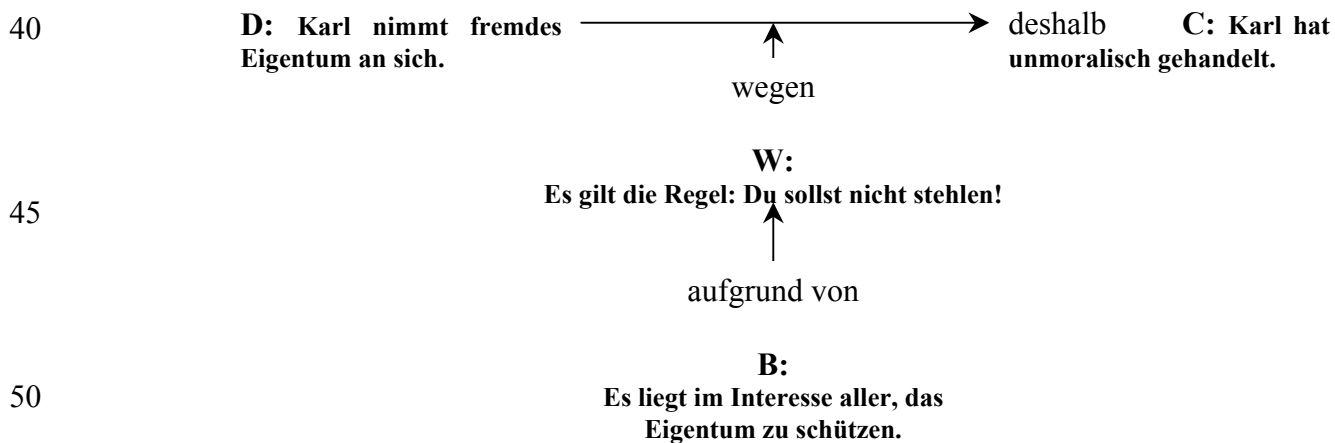 40 D: Karl nimmt fremdes deshalb C: Karl hat
Eigentum an sich. unmoralisch gehandelt.
wegen
W:
Es gilt die Regel: Du sollst nicht stehlen!
45
aufgrund von
B:
50 Es liegt im Interesse aller, das
Eigentum zu schützen.